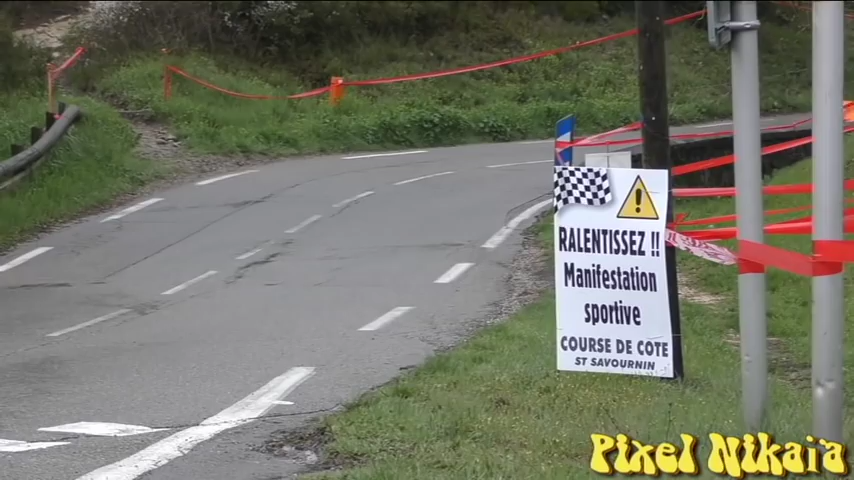 RALENTISSEZ !!
Manifestation
sportive
COURSE DE COTE
ST SAVOURNIN
Pixel Nikaïa